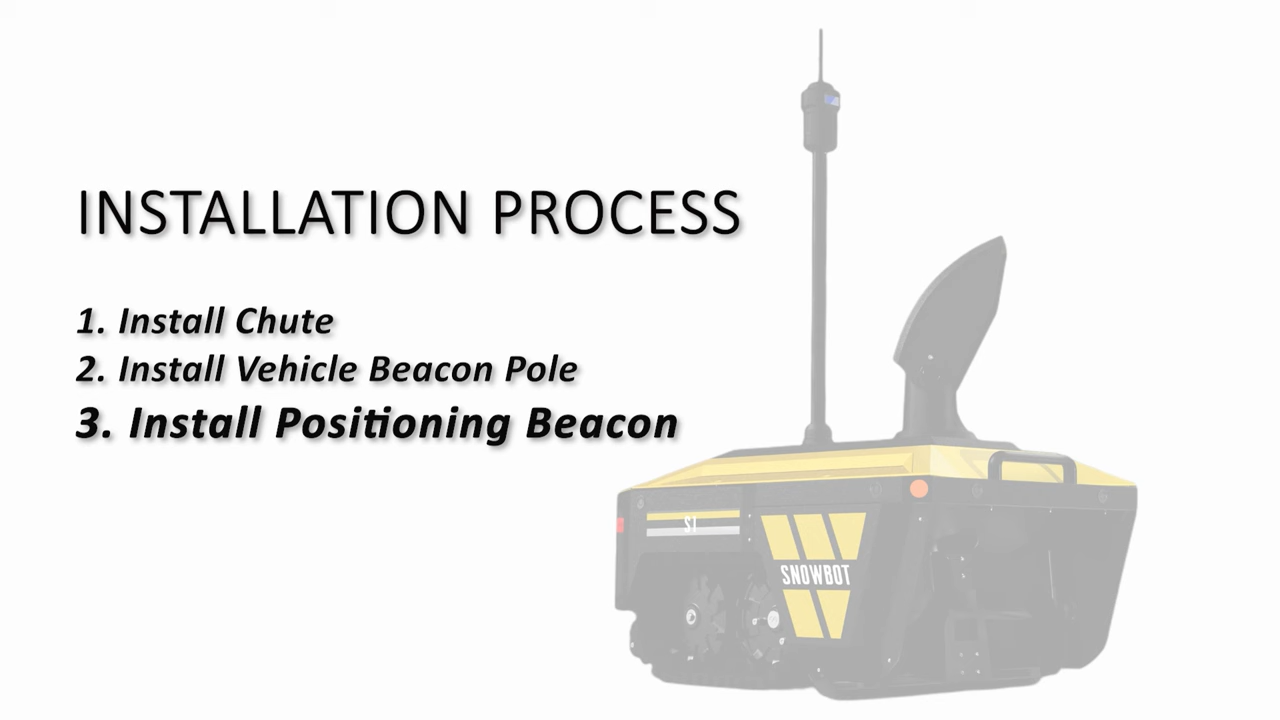 INSTALLATION PROCESS
1. Install Chute
2. Install Vehicle Beacon Pole
3. Install Positioning Beacon
S1
SNOWBOT